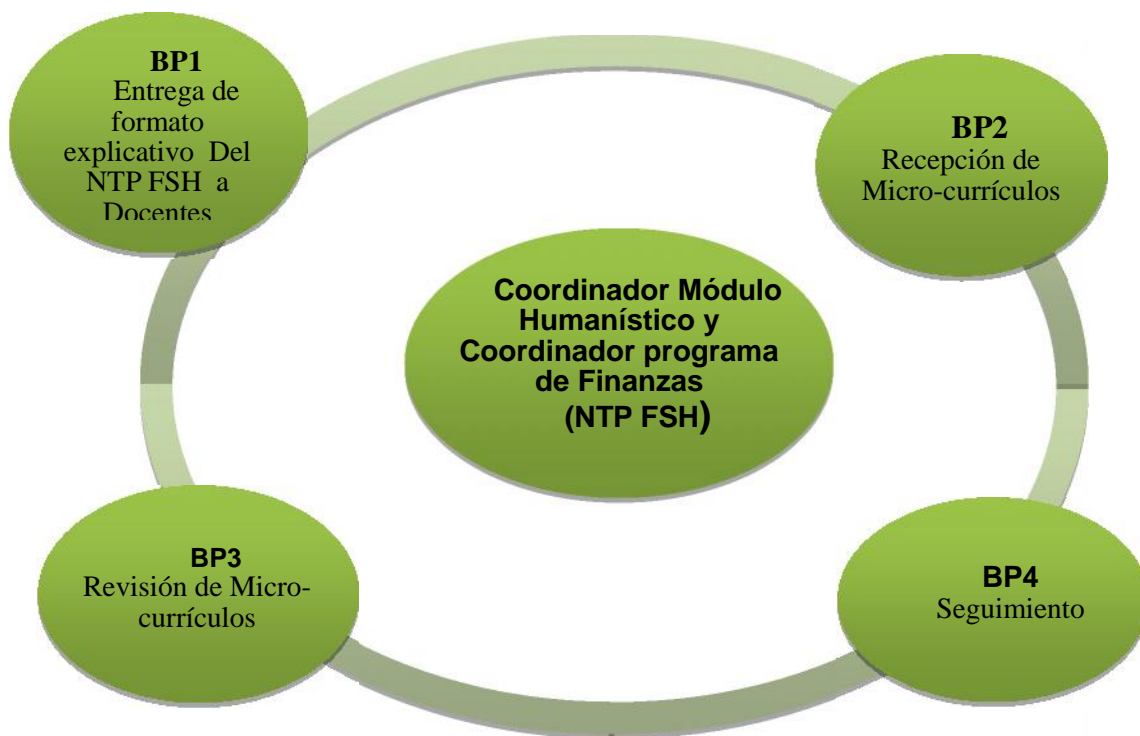 BP1
Entrega de
formato
explicativo Del
NTP FSH a
Docentes
BP2
Recepción de
Micro-currículos
Coordinador Módulo
Humanístico y
Coordinador programa
de Finanzas
(NTP FSH)
BP3
Revisión de Micro-
currículos
BP4
Seguimiento